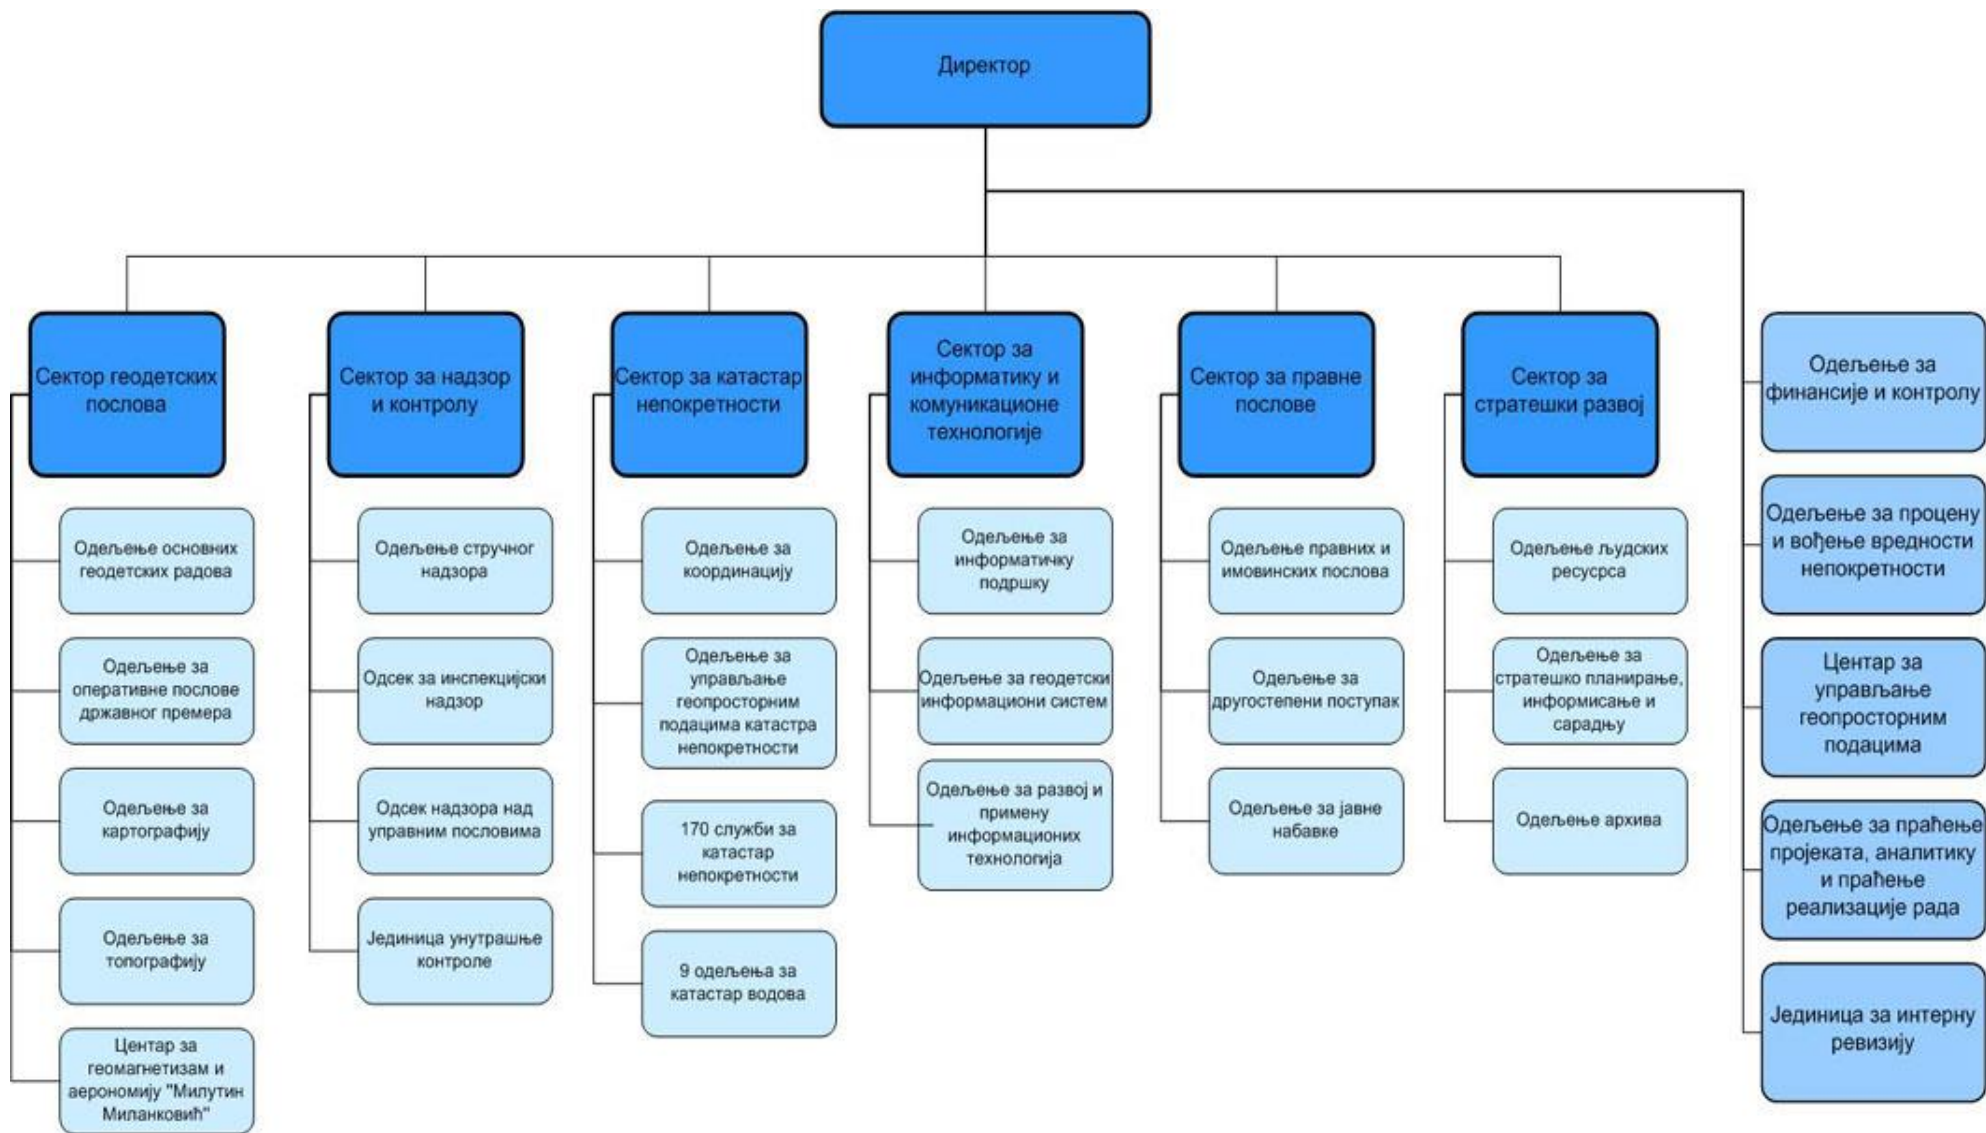 Директор
Сектор геодетских
послова
Одељење основних
геодетских радова
Одељење за
оперативне послове
државног премера
Одељење за
картографију
Одељење за
топографију
Центар за
геомагнетизам и
аерономију "Милутин
Миланковић"
Сектор за надзор
и контролу
Одељење стручног
надзора
Одсек за инспекцијски
надзор
Одсек надзора над
управним пословима
Јединица унутрашње
контроле
Сектор за катастар
непокретности
Одељење за
координацију
Одељење за
управљање
геопросторним
подацима катастра
непокретности
170 служби за
катастар
непокретности
9 одељења за
катастар водова
Сектор за
информатику и
комуникационе
технологије
Одељење за
информатичку
подршку
Одељење за геодетски
информациони систем
Одељење за развој и
примену
информационих
технологија
Сектор за правне
послове
Одељење правних и
имовинских послова
Одељење за
другостепени поступак
Одељење за јавне
набавке
Сектор за
стратешки развој
Одељење људских
ресусрса
Одељење за
стратешко планирање,
информисање и
сарадњу
Одељење архива
Одељење за
финансије и контролу
Одељење за процену
и вођење вредности
непокретности
Центар за
управљање
геопросторним
подацима
Одељење за праћење
пројеката, аналитику
и праћење
реализације рада
Јединица за интерну
ревизију